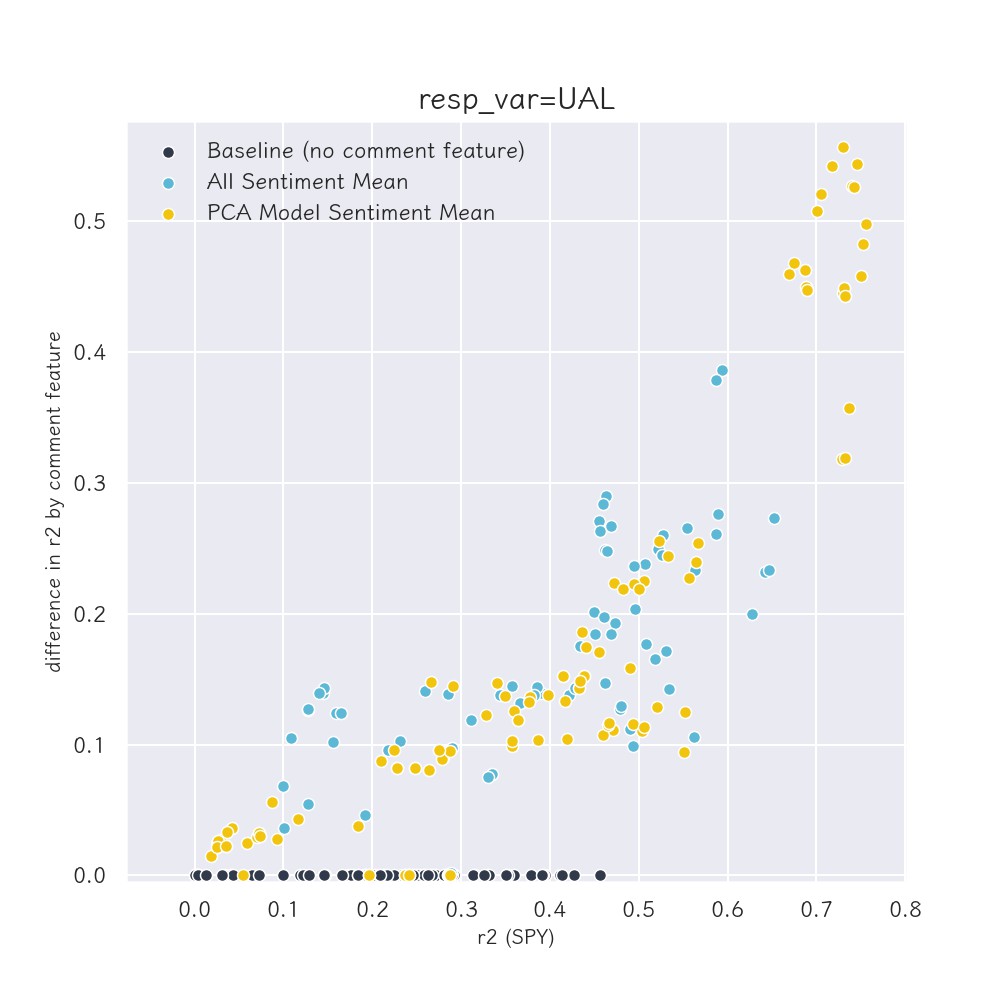 resp_var=UAL
Baseline (no comment feature)
All Sentiment Mean
PCA Model Sentiment Mean
difference in r2 by comment feature
0.5
0.4
0.3
0.2
0.1
0.0
0.0 0.1 0.2 0.3 0.4 0.5 0.6 0.7 0.8
r2 (SPY)